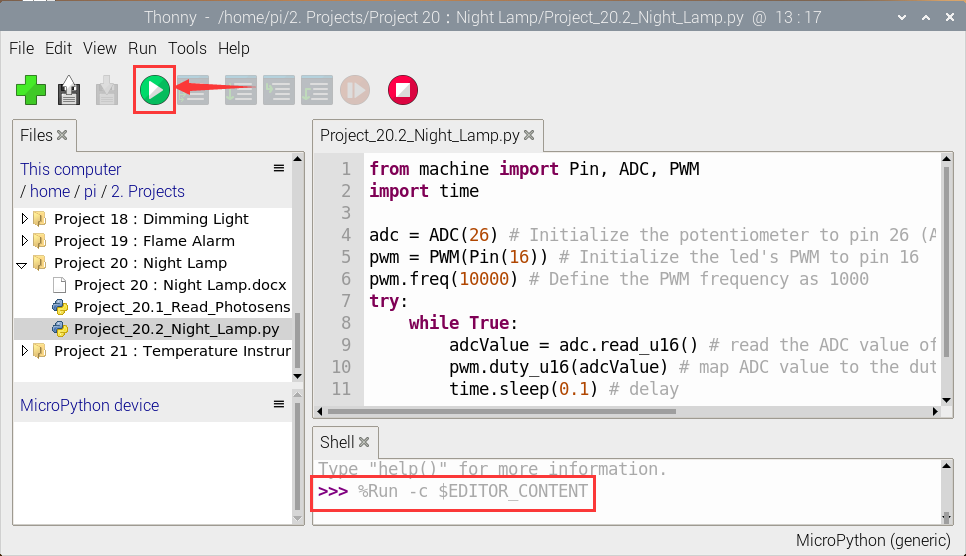 Thonny - /home/pi/2. Projects/Project 20 : Night Lamp/Project_20.2_Night_Lamp.py @ 13 : 17
File Edit View Run Tools Help
Files
This computer
/ home / pi / 2. Projects
Project 18 : Dimming Light
Project 19 : Flame Alarm
Project 20 : Night Lamp
Project 20 : Night Lamp.docx
Project_20.1_Read_Photosens
Project_20.2_Night_Lamp.py
Project 21 : Temperature Instrur
MicroPython device
Project_20.2_Night_Lamp.py
1 from machine import Pin, ADC, PWM
2 import time
3
4 adc = ADC(26) # Initialize the potentiometer to pin 26 (A
5 pwm = PWM(Pin(16)) # Initialize the led's PWM to pin 16
6 pwm.freq(10000) # Define the PWM frequency as 1000
7 try:
8 while True:
9 adcValue = adc.read_u16() # read the ADC value of
10 pwm.duty_u16(adcValue) # map ADC value to the dut
11 time.sleep(0.1) # delay
Shell
Type "help()" for more information.
>>> %Run -c $EDITOR_CONTENT
MicroPython (generic)